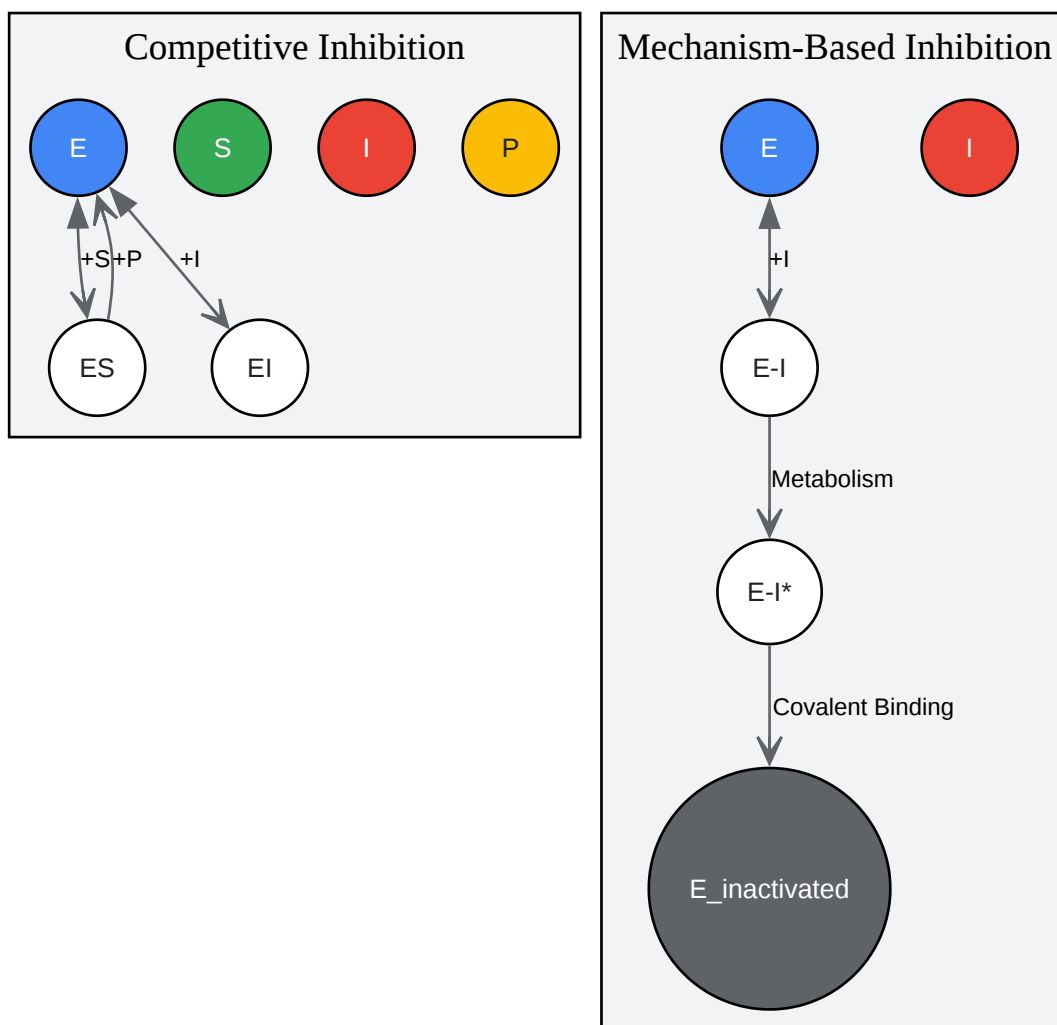 Competitive Inhibition
E
S
I
P
+S
+P
+I
ES
EI
Mechanism-Based Inhibition
E
I
+I
E-I
Metabolism
E-I*
Covalent Binding
E_inactivated